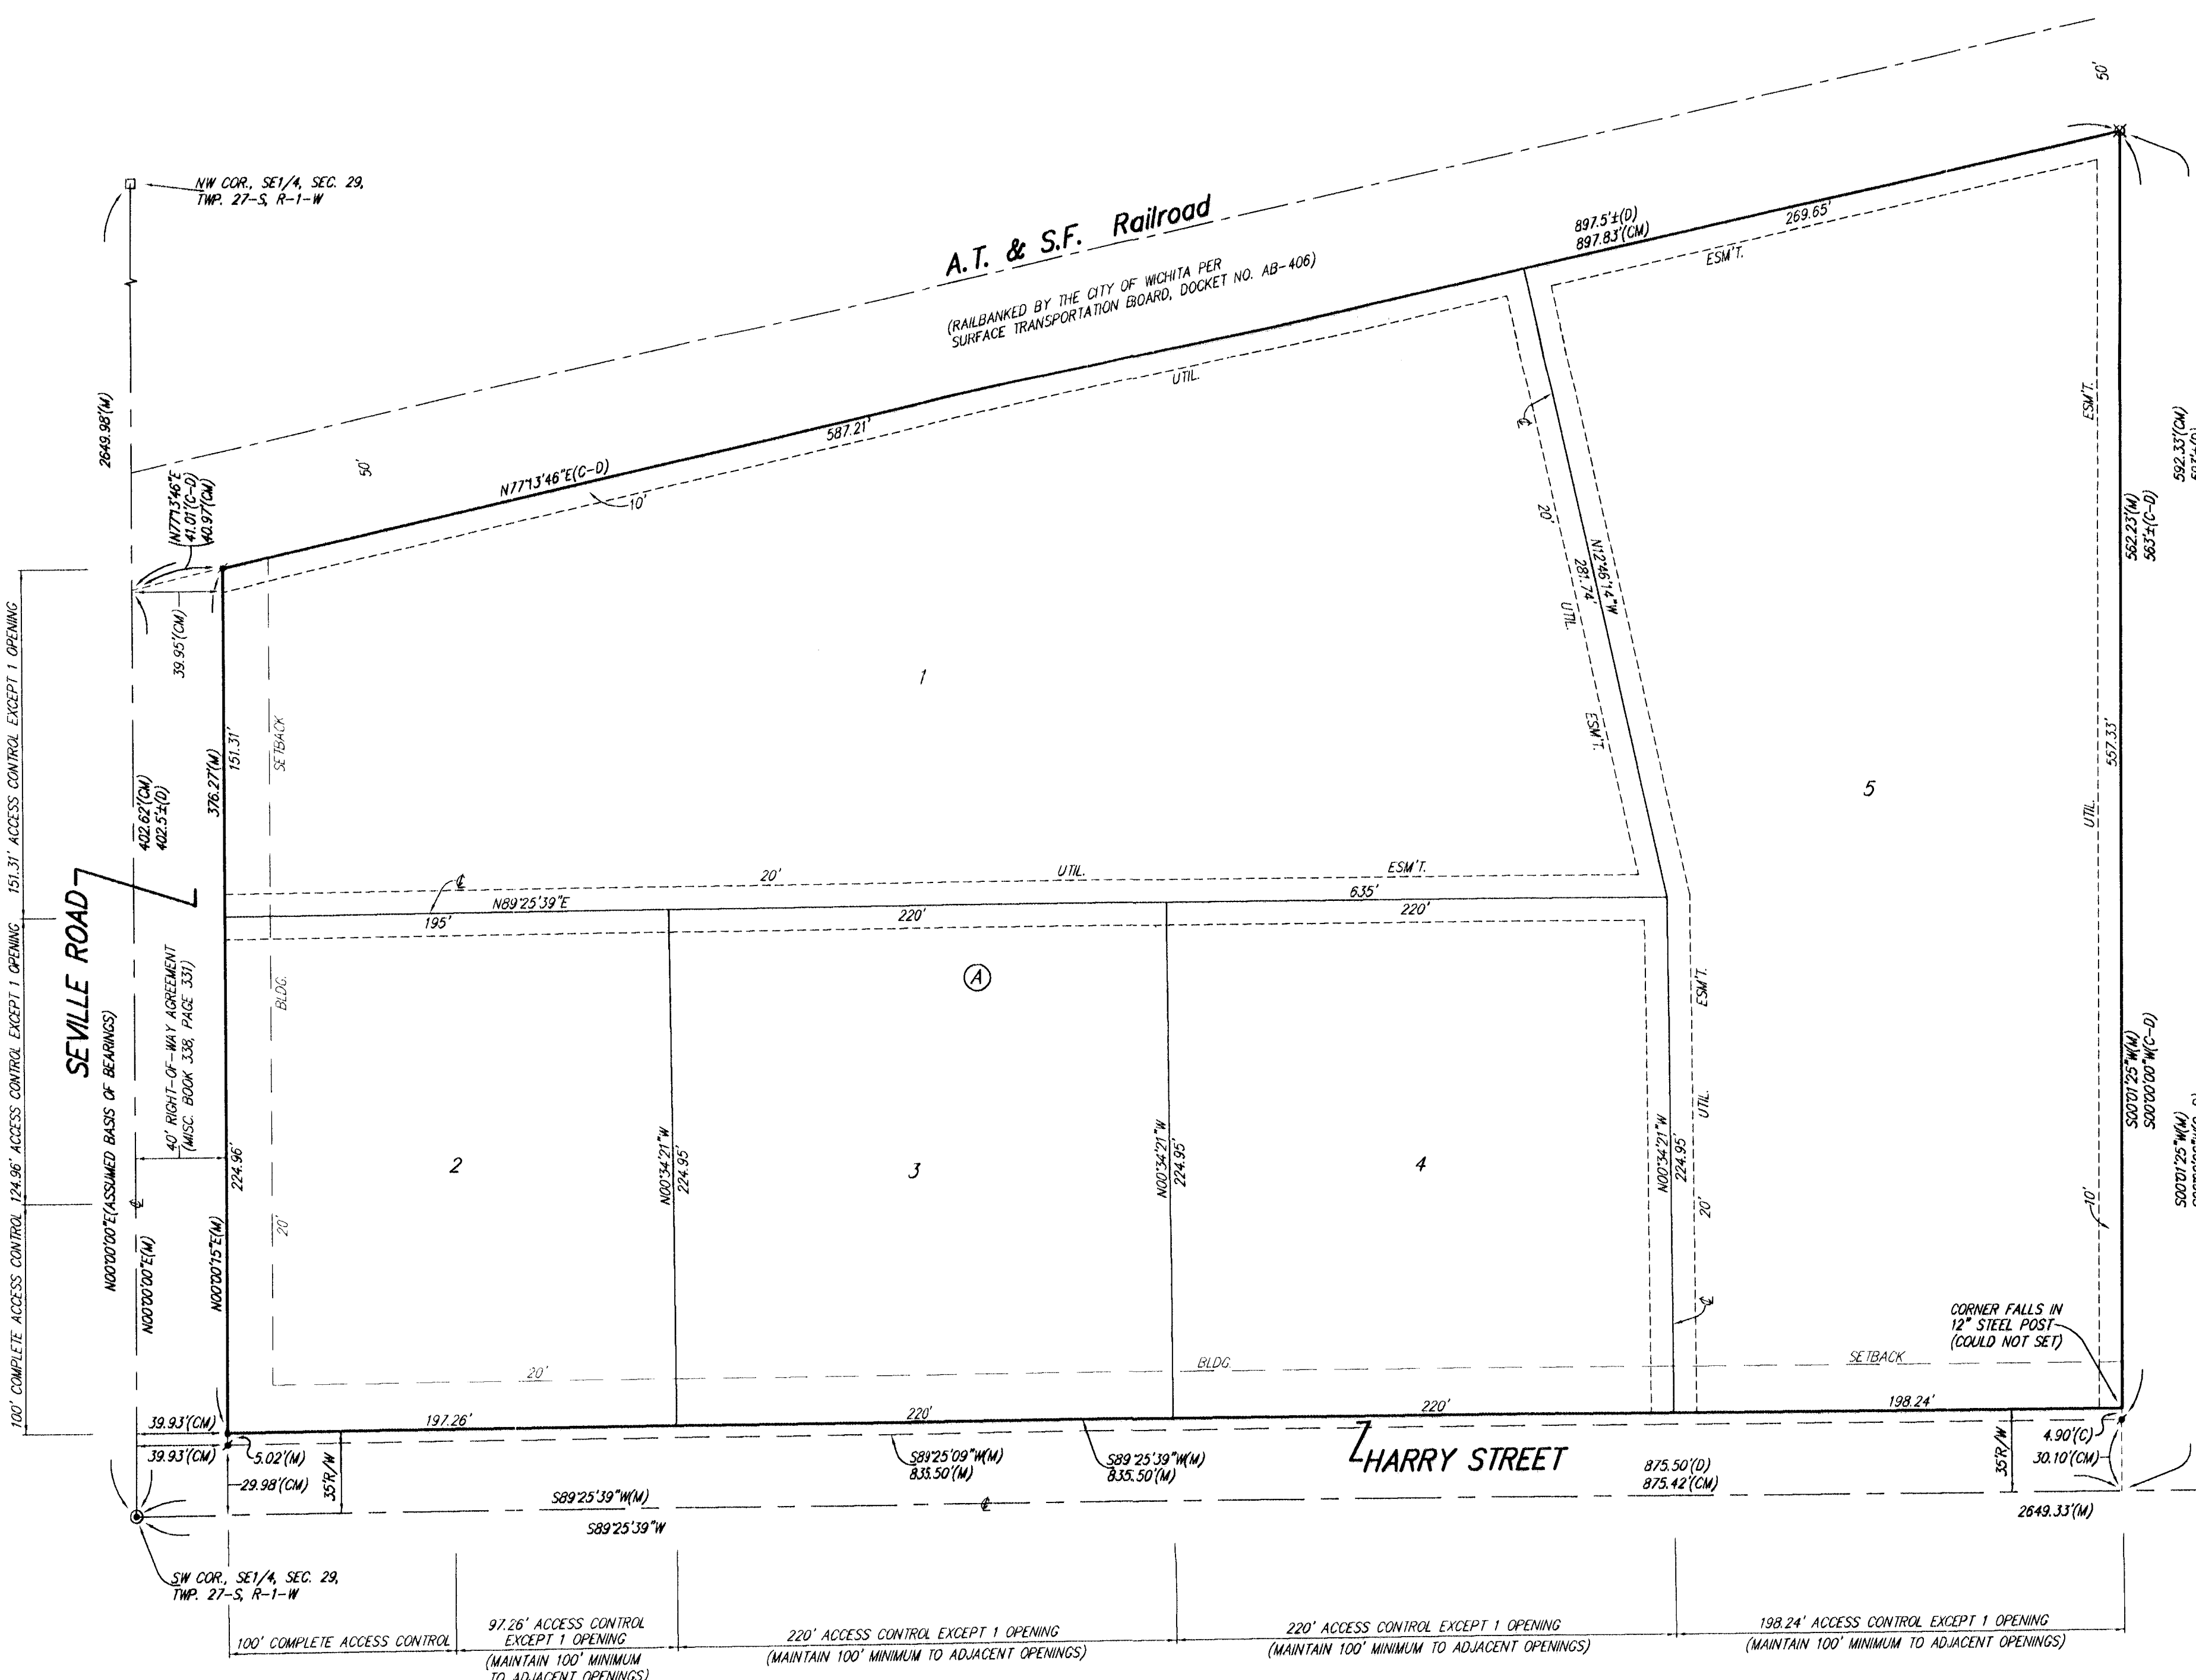 50'
NW COR., SE1/4, SEC. 29,
TWP. 27-S, R-1-W
A.T. & S.F. Railroad
(RAILBANKED BY THE CITY OF WICHITA PER
SURFACE TRANSPORTATION BOARD, DOCKET NO. AB-406)
897.5'±(D)
897.83'(CM)
269.65'
ESM'T.
UTIL.
587.21'
N77°13'46"E(C-D)
10'
50'
2649.98'(M)
N77°13'46"E
41.01'(C-D)
40.97'(CM)
39.95'(CM)
151.31'
376.27'(M)
402.62'(CM)
402.5'±(D)
SETBACK
1
20'
UTIL.
ESM'T.
N12°46'14"W
281.74'
5
ESM'T.
UTIL.
10'
557.33'
562.23'(M)
563'±(C-D)
592.33'(CM)
S00°01'25"W(M)
S00°00'00"W(C-D)
S00°01'25"W(M)
20'
UTIL.
ESM'T.
N89°25'39"E
635'
195'
220'
220'
SEVILLE ROAD
40' RIGHT-OF-WAY AGREEMENT
(MISC. BOOK 338, PAGE 331)
N00°00'00"E(ASSUMED BASIS OF BEARINGS)
N00°00'00"E(M)
N00°00'15"E(M)
224.96'
BLDG.
20'
A
2
N00°34'21"W
224.95'
3
N00°34'21"W
224.95'
4
N00°34'21"W
224.95'
ESM'T.
UTIL.
20'
CORNER FALLS IN
12" STEEL POST
(COULD NOT SET)
20'
BLDG.
SETBACK
197.26'
220'
220'
198.24'
39.93'(CM)
39.93'(CM)
5.02'(M)
29.98'(CM)
35'R/W
S89°25'09"W(M)
835.50'(M)
S89°25'39"W(M)
835.50'(M)
HARRY STREET
875.50'(D)
875.42'(CM)
35'R/W
4.90'(C)
30.10'(CM)
S89°25'39"W(M)
S89°25'39"W
2649.33'(M)
SW COR., SE1/4, SEC. 29,
TWP. 27-S, R-1-W
151.31' ACCESS CONTROL EXCEPT 1 OPENING
124.96' ACCESS CONTROL EXCEPT 1 OPENING
100' COMPLETE ACCESS CONTROL
100' COMPLETE ACCESS CONTROL
97.26' ACCESS CONTROL
EXCEPT 1 OPENING
(MAINTAIN 100' MINIMUM
TO ADJACENT OPENINGS)
220' ACCESS CONTROL EXCEPT 1 OPENING
(MAINTAIN 100' MINIMUM TO ADJACENT OPENINGS)
220' ACCESS CONTROL EXCEPT 1 OPENING
(MAINTAIN 100' MINIMUM TO ADJACENT OPENINGS)
198.24' ACCESS CONTROL EXCEPT 1 OPENING
(MAINTAIN 100' MINIMUM TO ADJACENT OPENINGS)